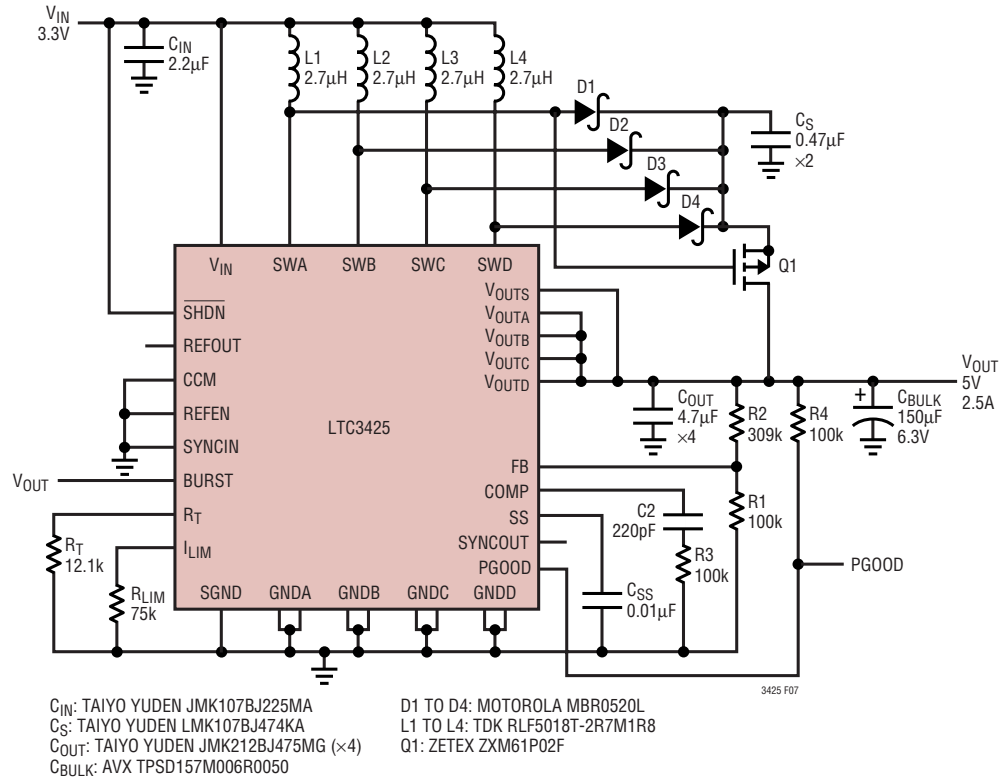 VIN
3.3V
CIN
2.2µF
L1
2.7µH
L2
2.7µH
L3
2.7µH
L4
2.7µH
D1
D2
D3
D4
CS
0.47µF
×2
Q1
VIN
SWA
SWB
SWC
SWD
SHDN
REFOUT
CCM
REFEN
SYNCIN
BURST
RT
ILIM
LTC3425
VOUTS
VOUTA
VOUTB
VOUTC
VOUTD
FB
COMP
SS
SYNCOUT
PGOOD
SGND
GNDA
GNDB
GNDC
GNDD
VOUT
RT
12.1k
RLIM
75k
COUT
4.7µF
×4
R2
309k
R4
100k
CBULK
150µF
6.3V
+
VOUT
5V
2.5A
C2
220pF
R3
100k
R1
100k
CSS
0.01µF
PGOOD
3425 F07
CIN: TAIYO YUDEN JMK107BJ225MA
CS: TAIYO YUDEN LMK107BJ474KA
COUT: TAIYO YUDEN JMK212BJ475MG (×4)
CBULK: AVX TPSD157M006R0050
D1 TO D4: MOTOROLA MBR0520L
L1 TO L4: TDK RLF5018T-2R7M1R8
Q1: ZETEX ZXM61P02F